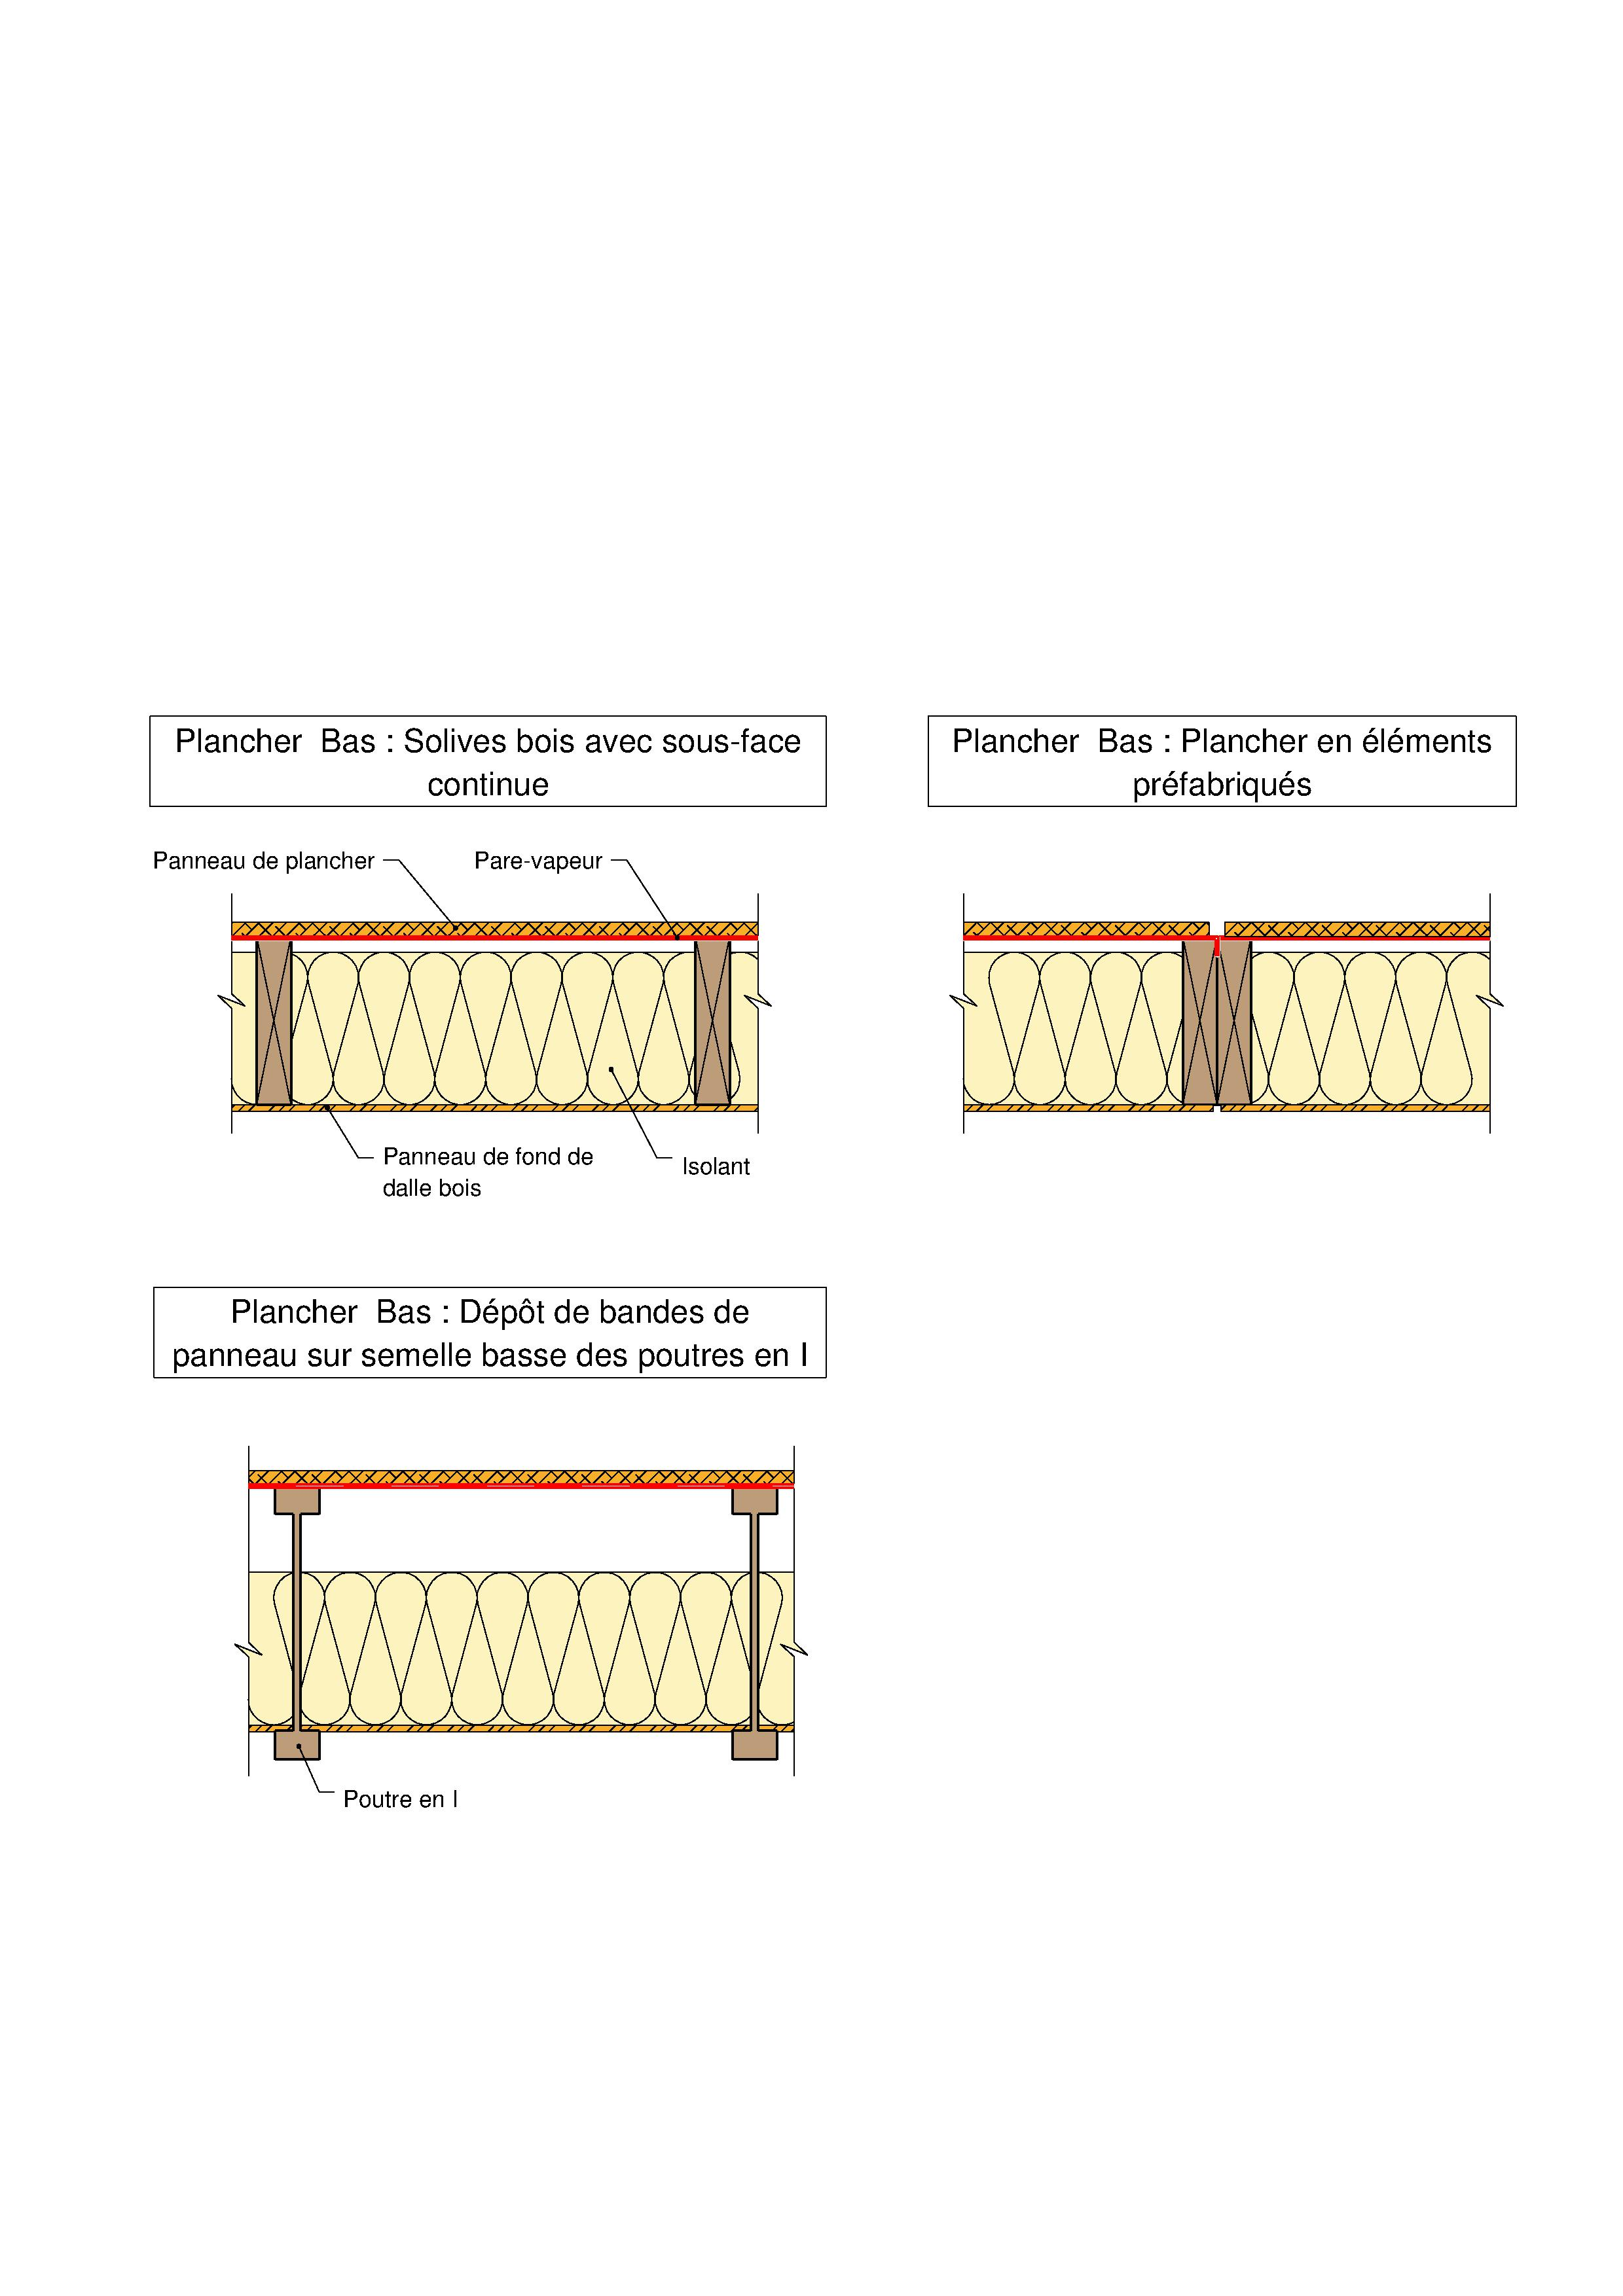 Plancher  Bas : Solives bois avec sous-face
continue
Plancher  Bas : Plancher en éléments
préfabriqués
Panneau de plancher
Pare-vapeur
Panneau de fond de
dalle bois
Isolant
Plancher  Bas : Dépôt de bandes de
panneau sur semelle basse des poutres en I
Poutre en I